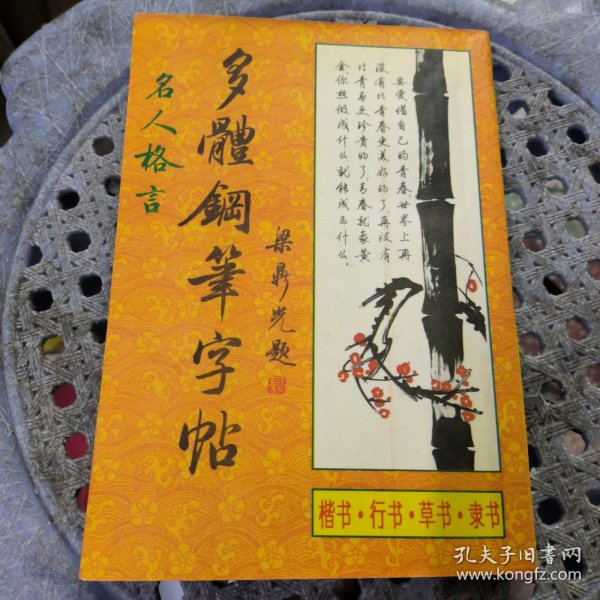 名人格言
多體鋼筆字帖
梁鼎光題
要爱惜自己的青春。世界上再
没有比青春更美好的了，再没有
比青春更珍贵的了，青春就象黄
金你想做成什么就能成为什么。
楷书·行书·草书·隶书
孔夫子旧书网
www.kongfz.com